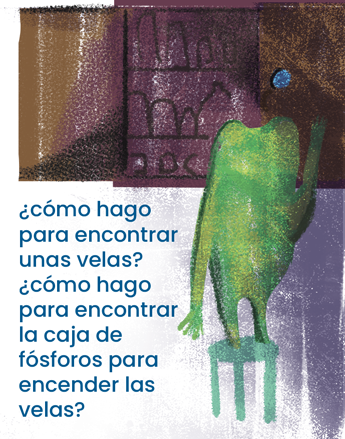 ¿cómo hago
para encontrar
unas velas?
¿cómo hago
para encontrar
la caja de
fósforos para
encender las
velas?